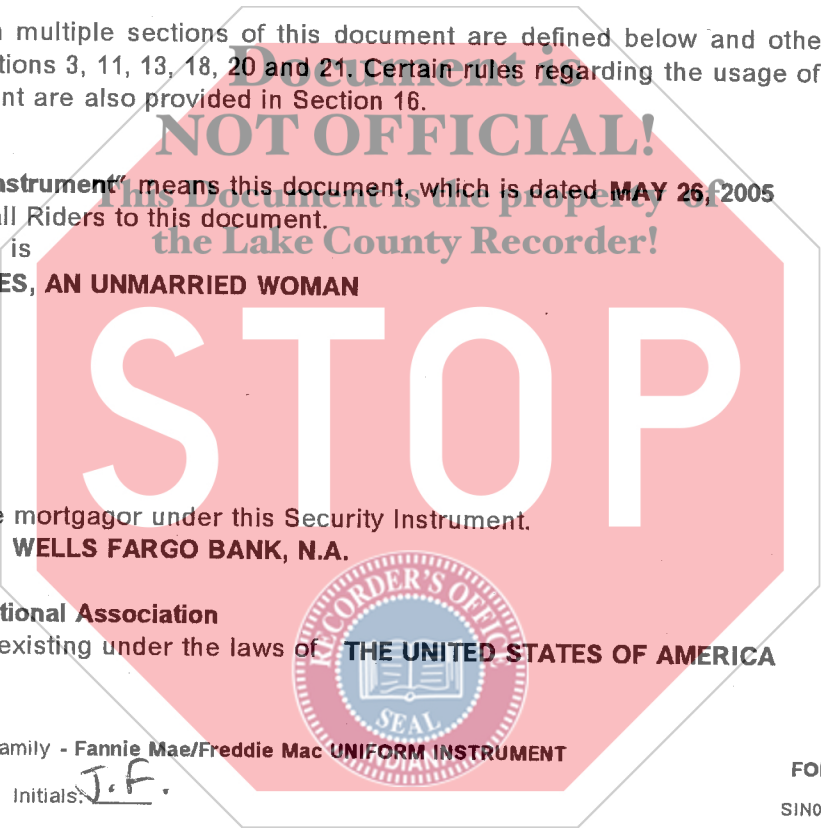 n multiple sections of this document are defined below and othe
tions 3, 11, 13, 18, 20 and 21. Certain rules regarding the usage of
nt are also provided in Section 16.
Document is
NOT OFFICIAL!
This Document is the property of
the Lake County Recorder!
nstrument" means this document, which is dated MAY 26, 2005
all Riders to this document.
is
ES, AN UNMARRIED WOMAN
STOP
e mortgagor under this Security Instrument.
WELLS FARGO BANK, N.A.
tional Association
existing under the laws of THE UNITED STATES OF AMERICA
RECORDER'S OFFICE
SEAL
INDIANA
amily - Fannie Mae/Freddie Mac UNIFORM INSTRUMENT
FO
Initials: J.F.
SIN0